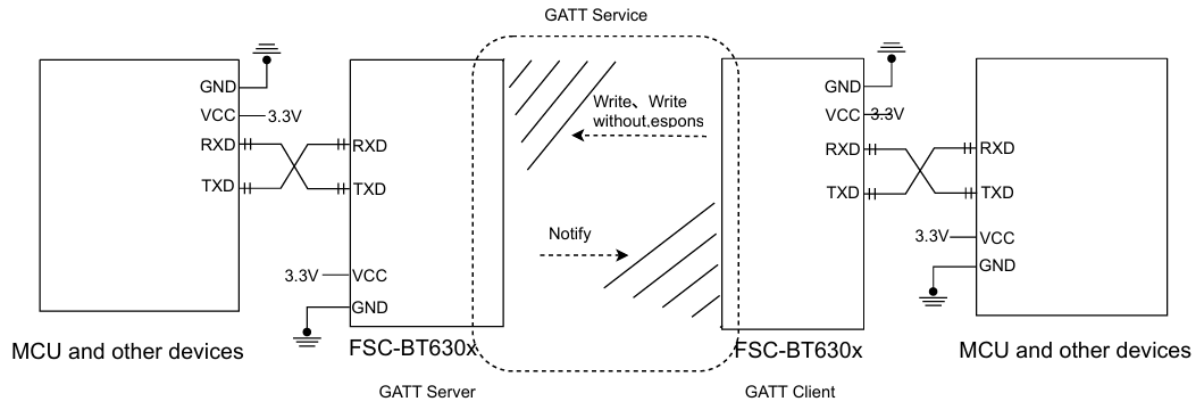 GATT Service
GND
VCC
3.3V
RXD
TXD
RXD
TXD
3.3V
VCC
GND
Write、Write
without,espons
Notify
GND
VCC
3.3V
RXD
TXD
RXD
TXD
3.3V
VCC
GND
MCU and other devices
FSC-BT630x
FSC-BT630x
MCU and other devices
GATT Server
GATT Client